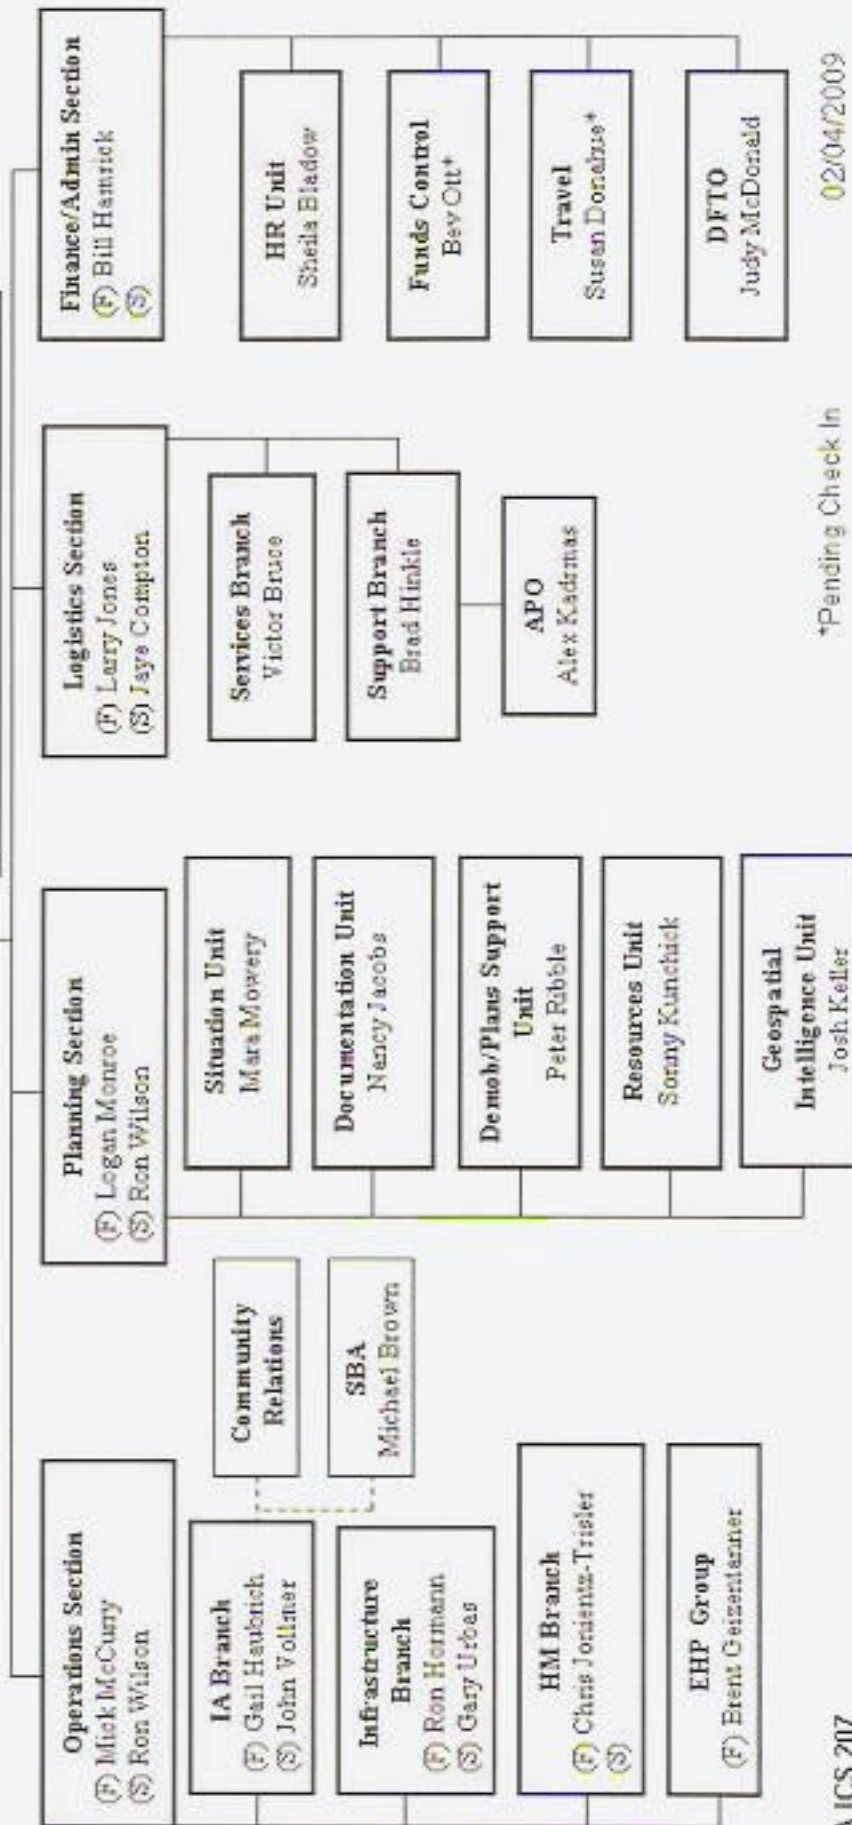 Operations Section
(F) Mick McCurry
(S) Ron Wilson
IA Branch
(F) Gail Haubrich
(S) John Vollmer
Community
Relations
SBA
Michael Brown
Infrastructure
Branch
(F) Ron Hormann
(S) Gary Urbas
HM Branch
(F) Chris Jonientz-Trisler
(S)
EHP Group
(F) Brent Geizentanner
Planning Section
(F) Logan Monroe
(S) Ron Wilson
Situation Unit
Mara Mowery
Documentation Unit
Nancy Jacobs
Demob/Plans Support
Unit
Peter Ribble
Resources Unit
Sonny Kunchick
Geospatial
Intelligence Unit
Josh Keller
Logistics Section
(F) Larry Jones
(S) Jaye Compton
Services Branch
Victor Bruce
Support Branch
Brad Hinkle
APO
Alex Kadrmas
Finance/Admin Section
(F) Bill Hamrick
(S)
HR Unit
Sheila Bladow
Funds Control
Bev Ott*
Travel
Susan Donahue*
DFTO
Judy McDonald
A ICS 207
*Pending Check In
02/04/2009